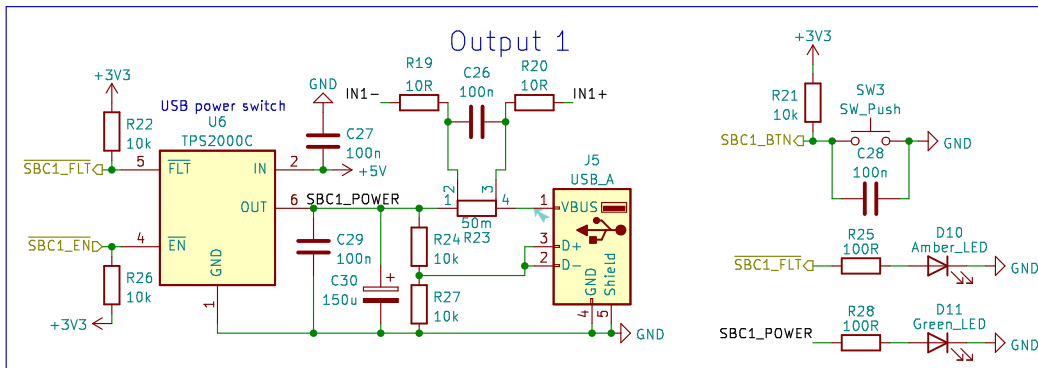 Output 1
+3V3
R22
10k
SBC1_FLT
USB power switch
U6
TPS2000C
5
FLT
IN
2
OUT
6
4
EN
GND
1
SBC1_EN
R26
10k
+3V3
GND
C27
100n
+5V
SBC1_POWER
IN1-
R19
10R
C26
100n
R20
10R
IN1+
2
3
1
4
50m
R23
C29
100n
C30
150u
R24
10k
R27
10k
J5
USB_A
1
VBUS
3
D+
2
D-
GND
Shield
4
5
GND
+3V3
R21
10k
SBC1_BTN
SW3
SW_Push
GND
C28
100n
SBC1_FLT
R25
100R
D10
Amber_LED
GND
SBC1_POWER
R28
100R
D11
Green_LED
GND